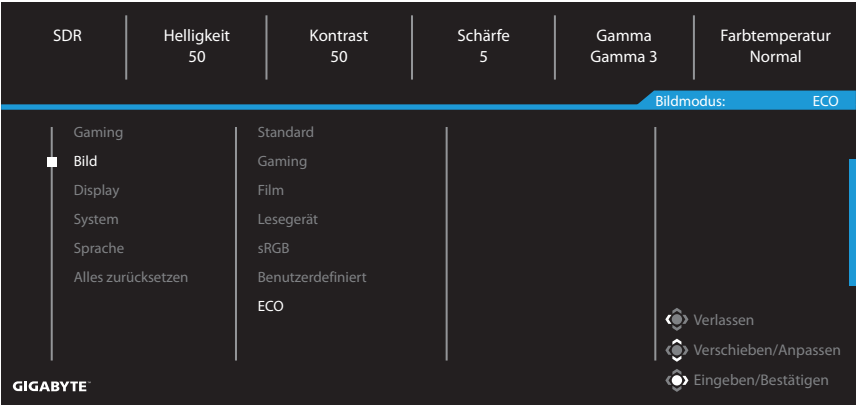 SDR
Helligkeit
50
Kontrast
50
Schärfe
5
Gamma
Gamma 3
Farbtemperatur
Normal
Bildmodus: ECO
Gaming
Bild
Display
System
Sprache
Alles zurücksetzen
Standard
Gaming
Film
Lesegerät
sRGB
Benutzerdefiniert
ECO
Verlassen
Verschieben/Anpassen
Eingeben/Bestätigen
GIGABYTE